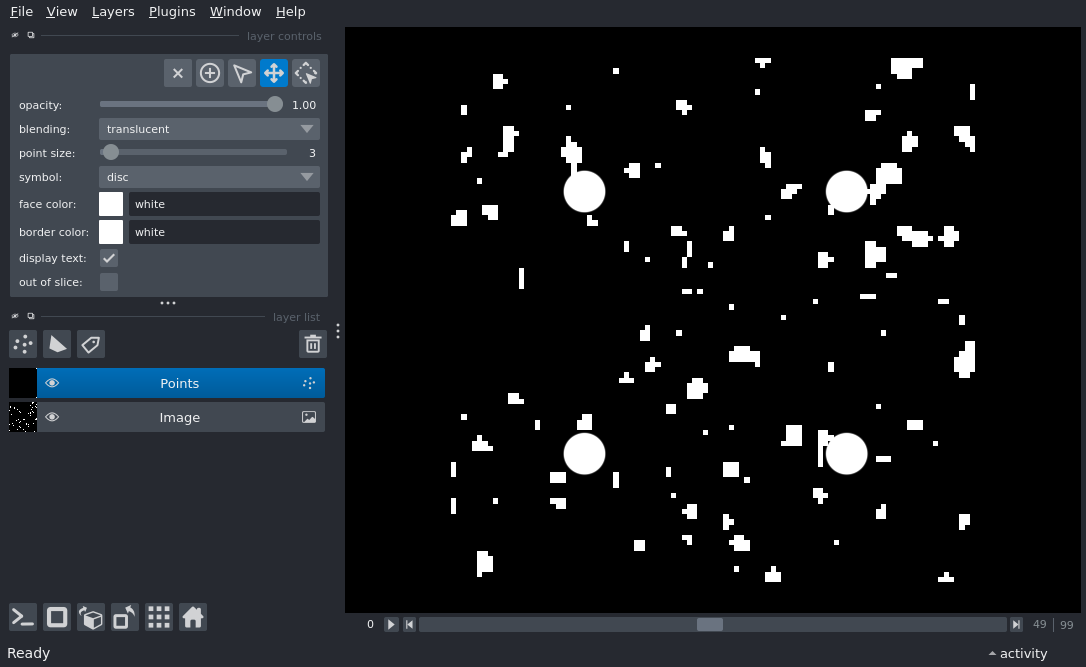 File View Layers Plugins Window Help
layer controls
opacity: 1.00
blending: translucent
point size: 3
symbol: disc
face color: white
border color: white
display text:
out of slice:
layer list
Points
Image
0 49 | 99
Ready activity